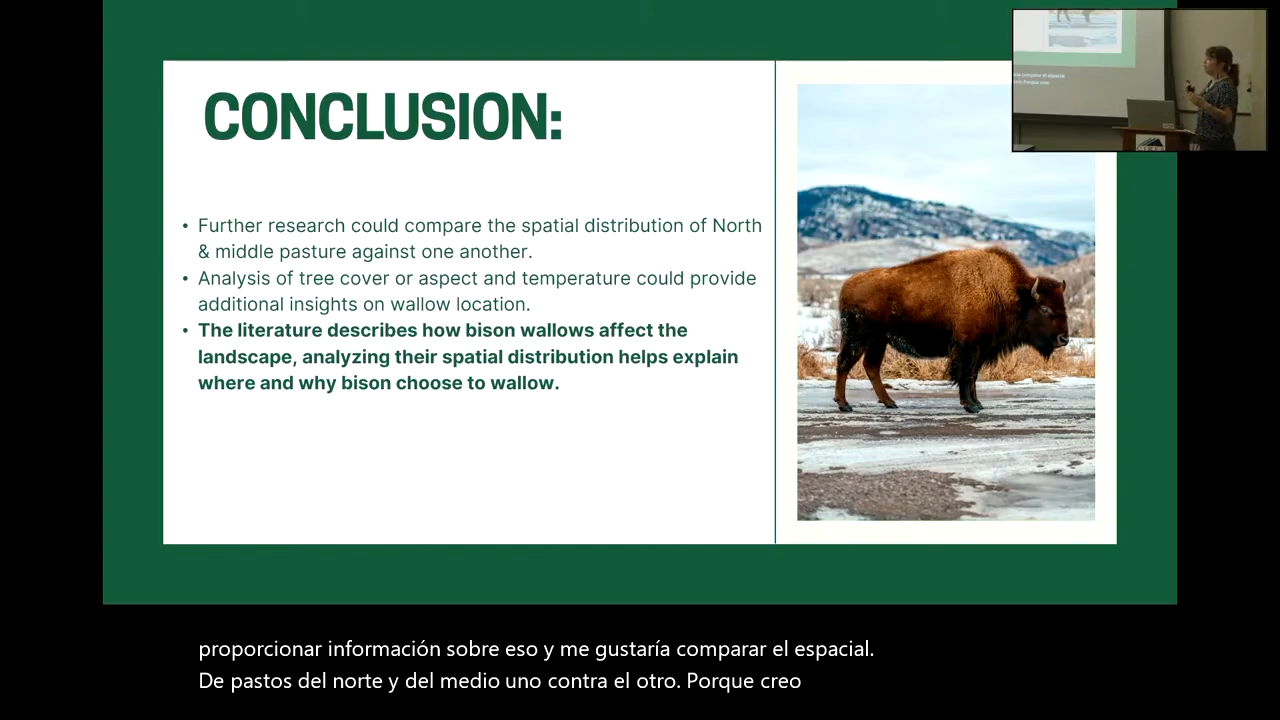 CONCLUSION:
• Further research could compare the spatial distribution of North
& middle pasture against one another.
• Analysis of tree cover or aspect and temperature could provide
additional insights on wallow location.
• The literature describes how bison wallows affect the
landscape, analyzing their spatial distribution helps explain
where and why bison choose to wallow.
proporcionar información sobre eso y me gustaría comparar el espacial.
De pastos del norte y del medio uno contra el otro. Porque creo